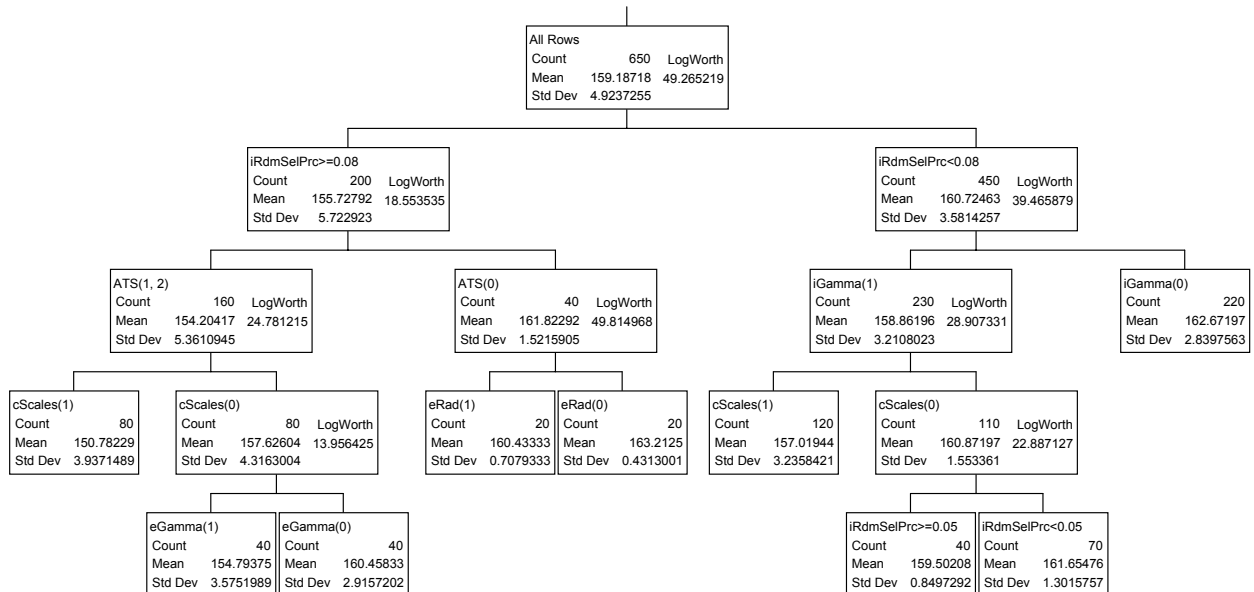 All Rows
Count 650 LogWorth
Mean 159.18718 49.265219
Std Dev 4.9237255
iRdmSelPrc>=0.08
Count 200 LogWorth
Mean 155.72792 18.553535
Std Dev 5.722923
iRdmSelPrc<0.08
Count 450 LogWorth
Mean 160.72463 39.465879
Std Dev 3.5814257
ATS(1, 2)
Count 160 LogWorth
Mean 154.20417 24.781215
Std Dev 5.3610945
ATS(0)
Count 40 LogWorth
Mean 161.82292 49.814968
Std Dev 1.5215905
iGamma(1)
Count 230 LogWorth
Mean 158.86196 28.907331
Std Dev 3.2108023
iGamma(0)
Count 220
Mean 162.67197
Std Dev 2.8397563
cScales(1)
Count 80
Mean 150.78229
Std Dev 3.9371489
cScales(0)
Count 80 LogWorth
Mean 157.62604 13.956425
Std Dev 4.3163004
eRad(1)
Count 20
Mean 160.43333
Std Dev 0.7079333
eRad(0)
Count 20
Mean 163.2125
Std Dev 0.4313001
cScales(1)
Count 120
Mean 157.01944
Std Dev 3.2358421
cScales(0)
Count 110 LogWorth
Mean 160.87197 22.887127
Std Dev 1.553361
eGamma(1)
Count 40
Mean 154.79375
Std Dev 3.5751989
eGamma(0)
Count 40
Mean 160.45833
Std Dev 2.9157202
iRdmSelPrc>=0.05
Count 40
Mean 159.50208
Std Dev 0.8497292
iRdmSelPrc<0.05
Count 70
Mean 161.65476
Std Dev 1.3015757